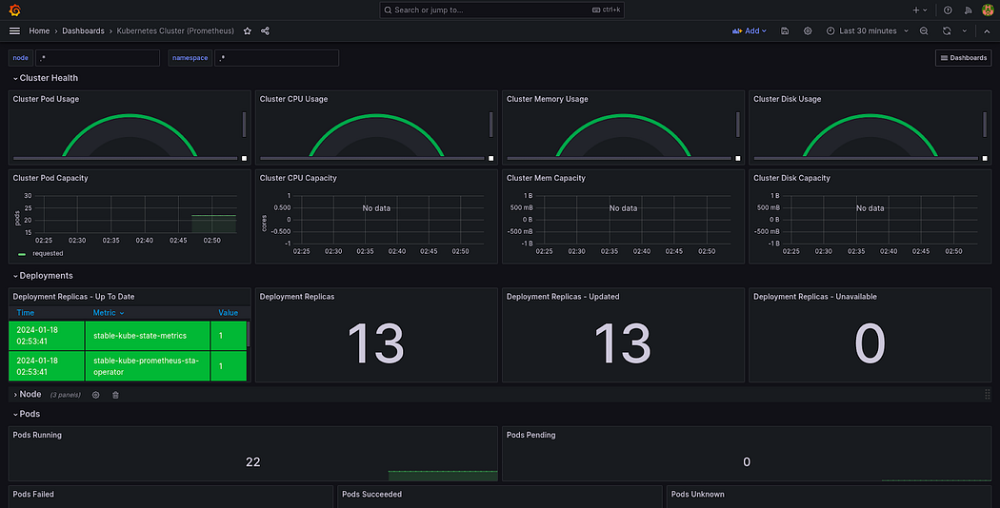 Search or jump to...
ctrl+k
Home › Dashboards › Kubernetes Cluster (Prometheus)
Add
Last 30 minutes
node .*
namespace .*
Dashboards
Cluster Health
Cluster Pod Usage
Cluster CPU Usage
Cluster Memory Usage
Cluster Disk Usage
Cluster Pod Capacity
30
25
20
15
pods
02:25 02:30 02:35 02:40 02:45 02:50
requested
Cluster CPU Capacity
1
0.500
0
-0.500
-1
cores
No data
02:25 02:30 02:35 02:40 02:45 02:50
Cluster Mem Capacity
1 B
500 mB
0 B
-500 mB
-1 B
No data
02:25 02:30 02:35 02:40 02:45 02:50
Cluster Disk Capacity
1 B
500 mB
0 B
-500 mB
-1 B
No data
02:25 02:30 02:35 02:40 02:45 02:50
Deployments
Deployment Replicas - Up To Date
Time Metric Value
2024-01-18
02:53:41
stable-kube-state-metrics
1
2024-01-18
02:53:41
stable-kube-prometheus-sta-
operator
1
Deployment Replicas
13
Deployment Replicas - Updated
13
Deployment Replicas - Unavailable
0
Node (3 panels)
Pods
Pods Running
22
Pods Pending
0
Pods Failed
Pods Succeeded
Pods Unknown